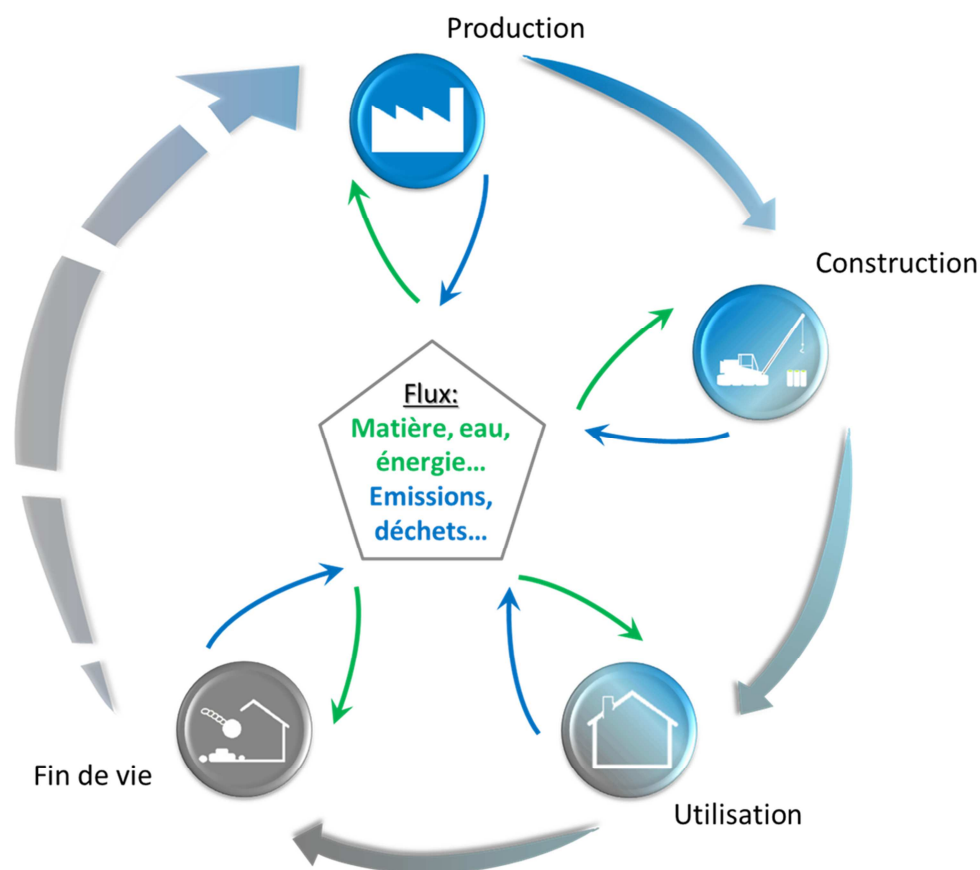 Production
Construction
Flux:
Matière, eau,
énergie...
Emissions,
déchets...
Fin de vie
Utilisation